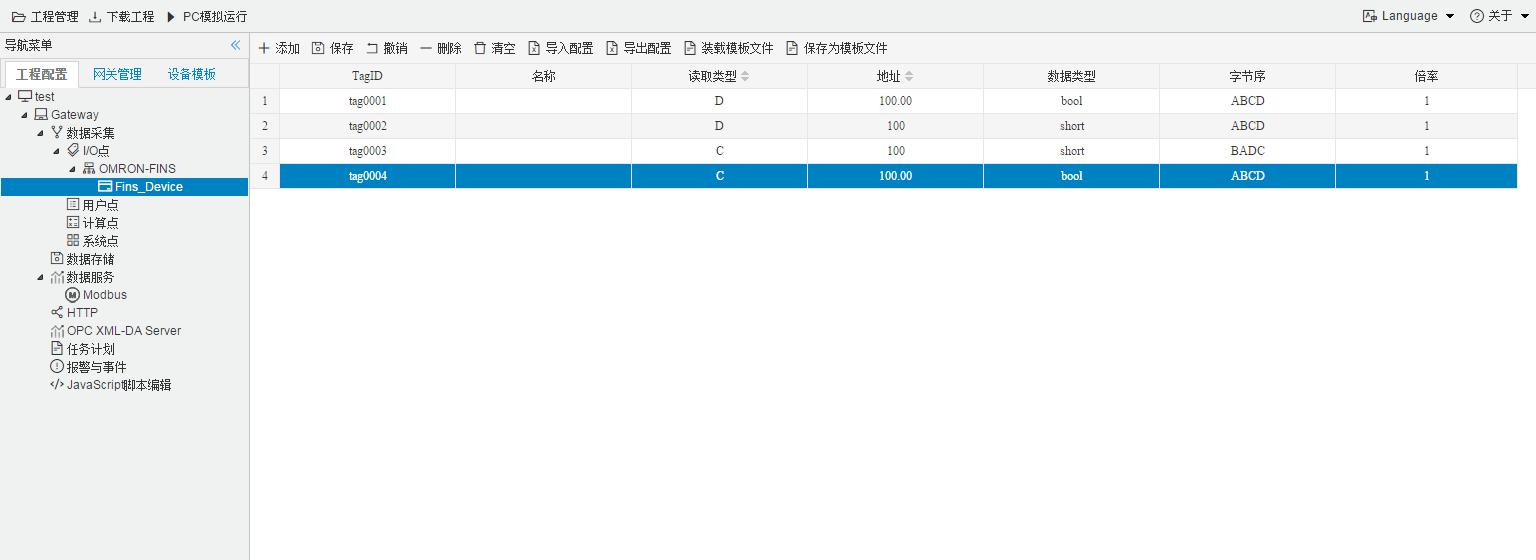 工程管理 下载工程 PC模拟运行 Language 关于
导航菜单
工程配置 网关管理 设备模板
test
Gateway
数据采集
I/O点
OMRON-FINS
Fins_Device
用户点
计算点
系统点
数据存储
数据服务
Modbus
HTTP
OPC XML-DA Server
任务计划
报警与事件
JavaScript脚本编辑
添加 保存 撤销 删除 清空 导入配置 导出配置 装载模板文件 保存为模板文件
TagID 名称 读取类型 地址 数据类型 字节序 倍率
1 tag0001 D 100.00 bool ABCD 1
2 tag0002 D 100 short ABCD 1
3 tag0003 C 100 short BADC 1
4 tag0004 C 100.00 bool ABCD 1